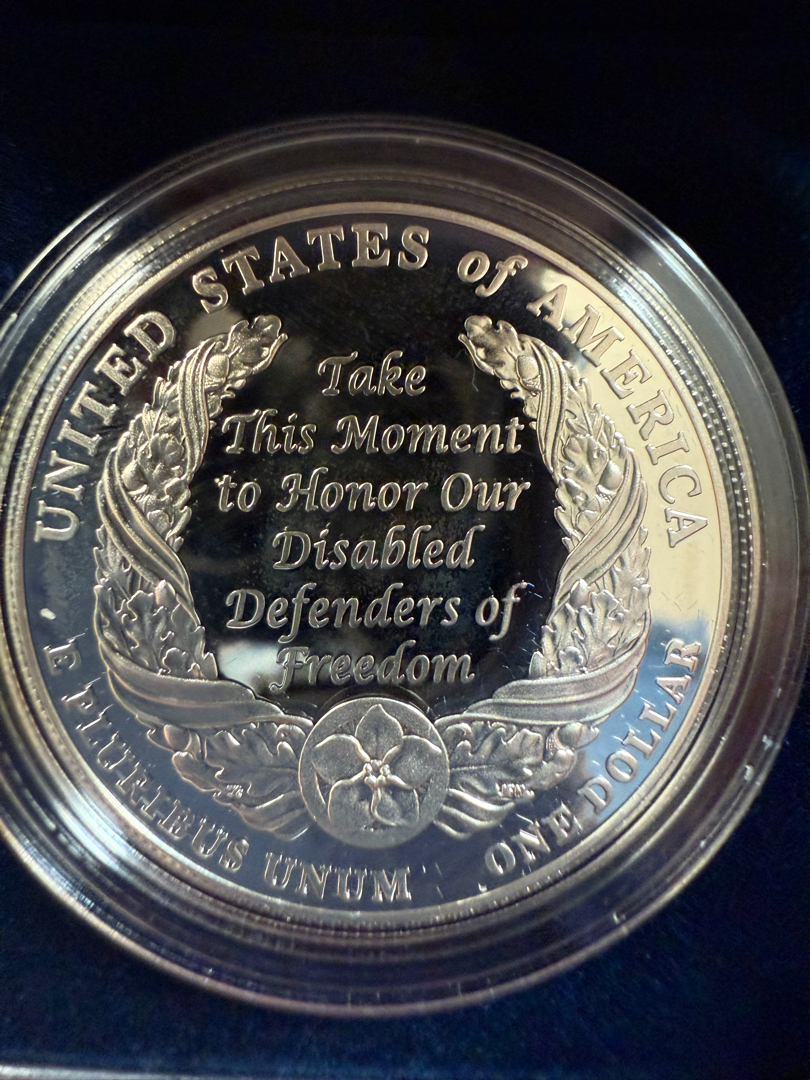 UNITED STATES of AMERICA
Take
This Moment
to Honor Our
Disabled
Defenders of
Freedom
E PLURIBUS UNUM
ONE DOLLAR